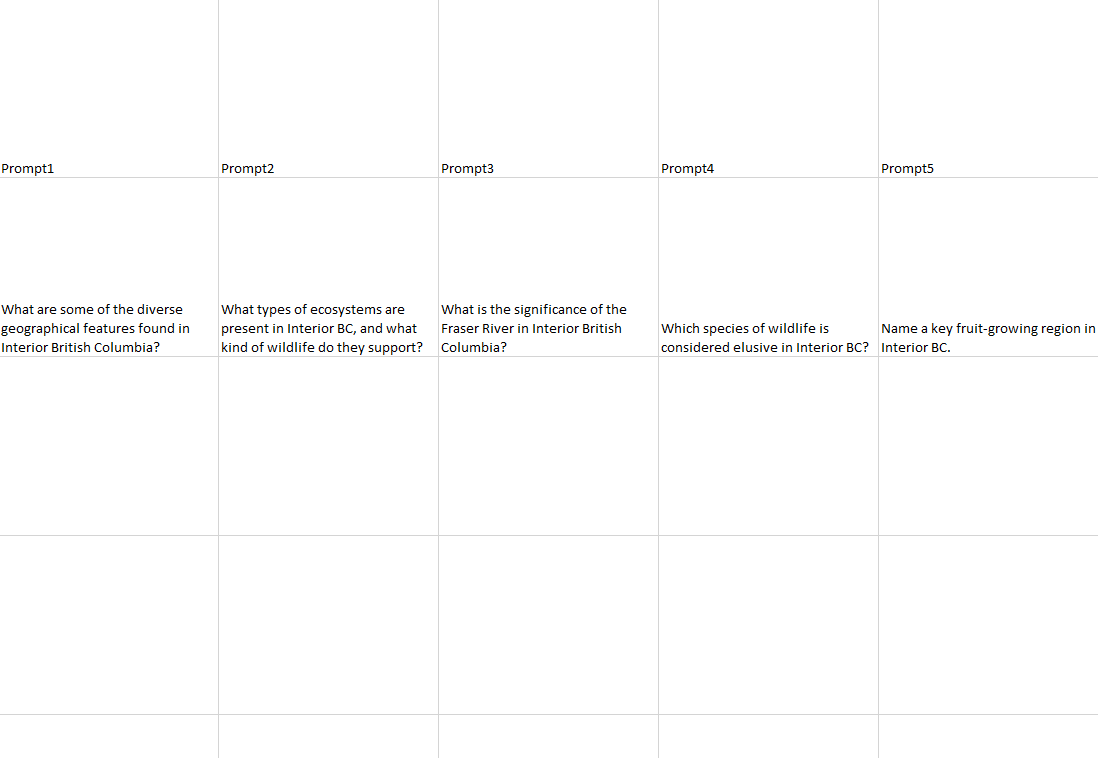 Prompt1
Prompt2
Prompt3
Prompt4
Prompt5
What are some of the diverse
geographical features found in
Interior British Columbia?
What types of ecosystems are
present in Interior BC, and what
kind of wildlife do they support?
What is the significance of the
Fraser River in Interior British
Columbia?
Which species of wildlife is
considered elusive in Interior BC?
Name a key fruit-growing region in
Interior BC.